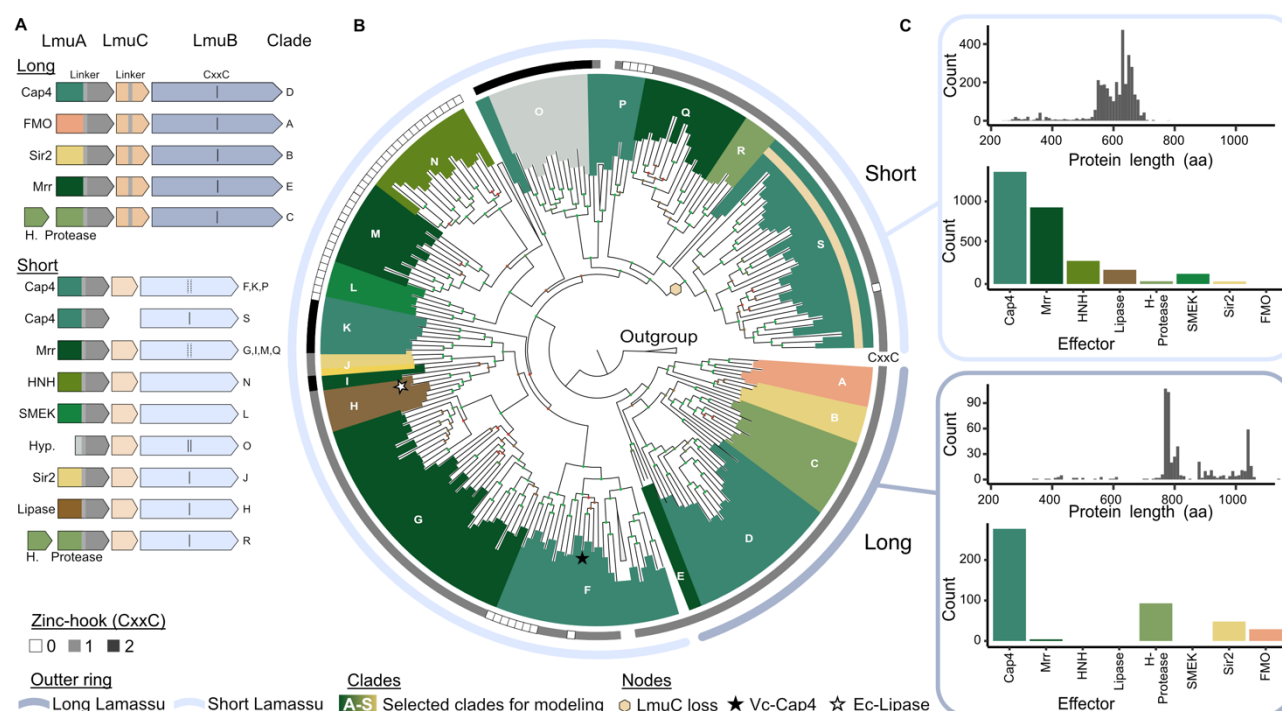 A
LmuA LmuC LmuB Clade
Long
Linker Linker CxxC
Cap4 D
FMO A
Sir2 B
Mrr E
C
H. Protease
Short
Cap4 F,K,P
Cap4 S
Mrr G,I,M,Q
HNH N
SMEK L
Hyp. O
Sir2 J
Lipase H
R
H. Protease
Zinc-hook (CxxC)
0 1 2
Outter ring
Long Lamassu Short Lamassu
Clades
A-S Selected clades for modeling
Nodes
LmuC loss Vc-Cap4 Ec-Lipase
B
O
P
Q
R
S
N
M
L
K
J
I
H
G
F
E
D
C
B
A
Outgroup
CxxC
Short
Long
C
Count
400
200
0
200 400 600 800 1000
Protein length (aa)
Count
1000
500
0
Cap4
Mrr
HNH
Lipase
H-
Protease
SMEK
Sir2
FMO
Effector
Count
90
60
30
0
200 400 600 800 1000
Protein length (aa)
Count
200
100
0
Cap4
Mrr
HNH
Lipase
H-
Protease
SMEK
Sir2
FMO
Effector